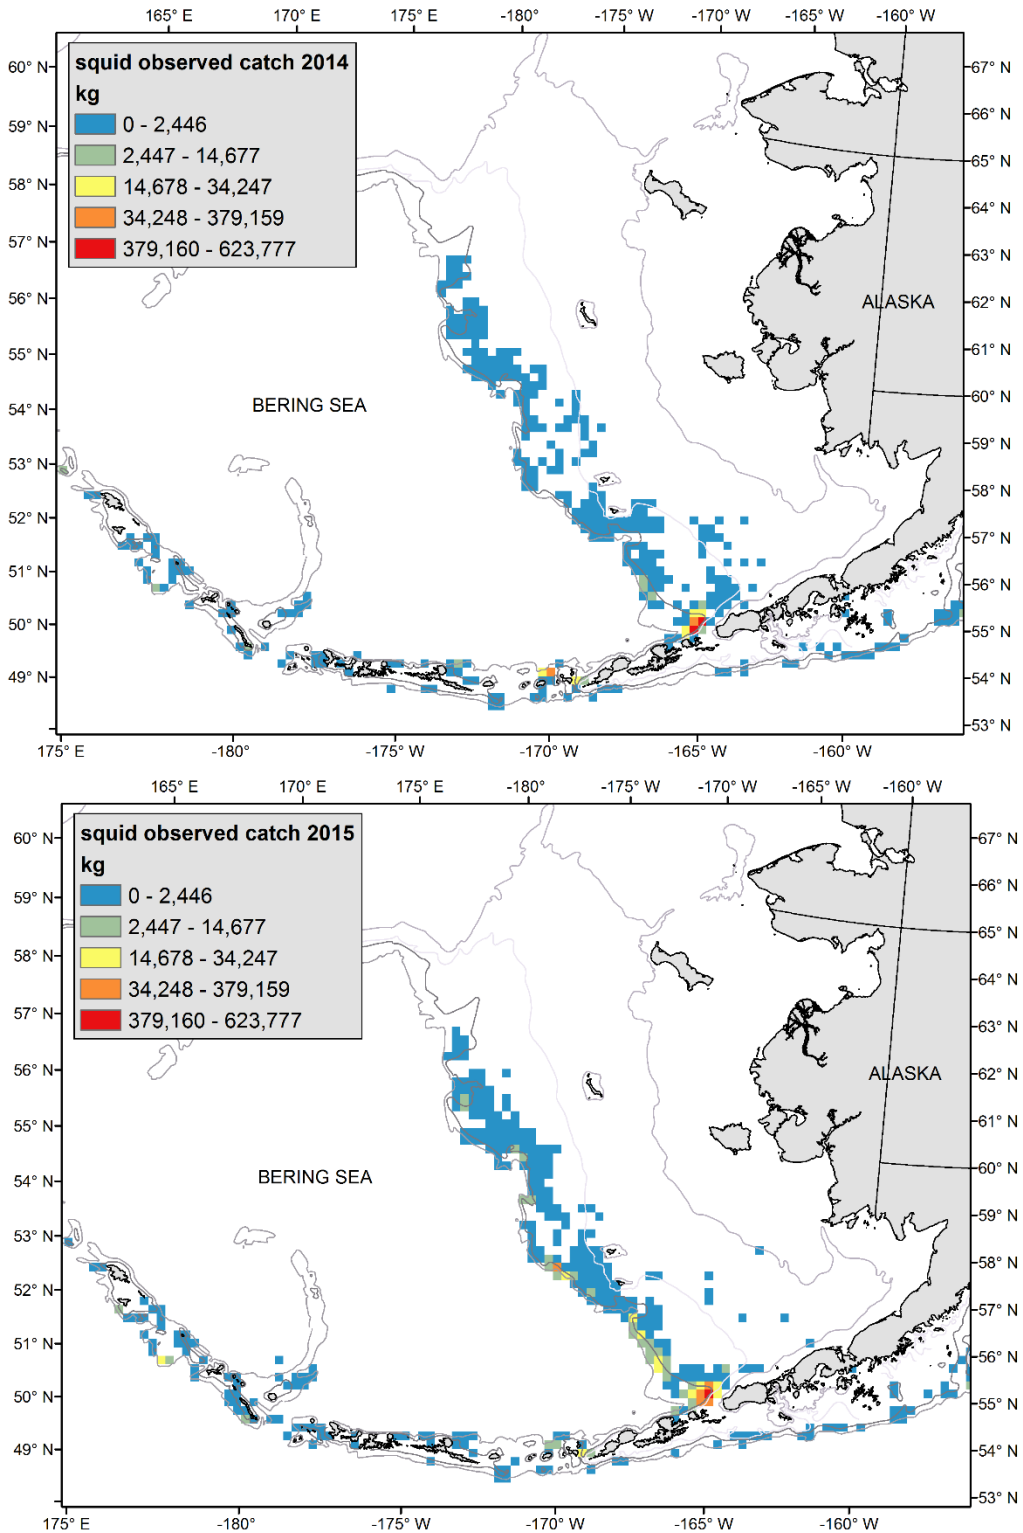 165° E 170° E 175° E -180° -175° W -170° W -165° W -160° W
squid observed catch 2014
kg
0 - 2,446
2,447 - 14,677
14,678 - 34,247
34,248 - 379,159
379,160 - 623,777
60° N
59° N
58° N
57° N
56° N
55° N
54° N
53° N
52° N
51° N
50° N
49° N
BERING SEA
ALASKA
67° N
66° N
65° N
64° N
63° N
62° N
61° N
60° N
59° N
58° N
57° N
56° N
55° N
54° N
53° N
175° E -180° -175° W -170° W -165° W -160° W
165° E 170° E 175° E -180° -175° W -170° W -165° W -160° W
squid observed catch 2015
kg
0 - 2,446
2,447 - 14,677
14,678 - 34,247
34,248 - 379,159
379,160 - 623,777
60° N
59° N
58° N
57° N
56° N
55° N
54° N
53° N
52° N
51° N
50° N
49° N
BERING SEA
ALASKA
67° N
66° N
65° N
64° N
63° N
62° N
61° N
60° N
59° N
58° N
57° N
56° N
55° N
54° N
53° N
175° E -180° -175° W -170° W -165° W -160° W